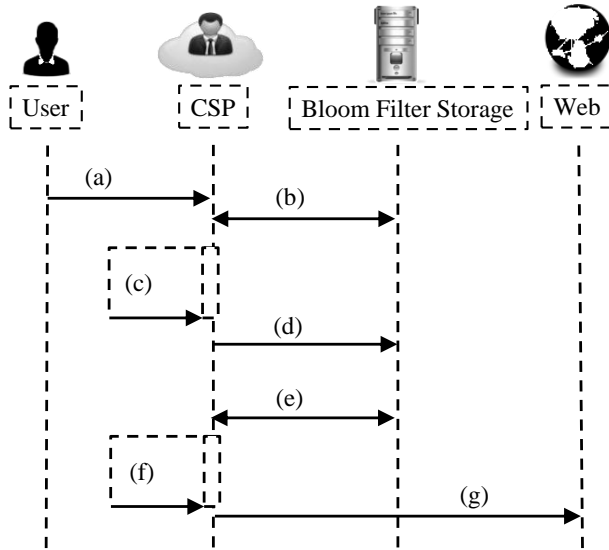 User CSP Bloom Filter Storage Web
(a)
(b)
(c)
(d)
(e)
(f)
(g)